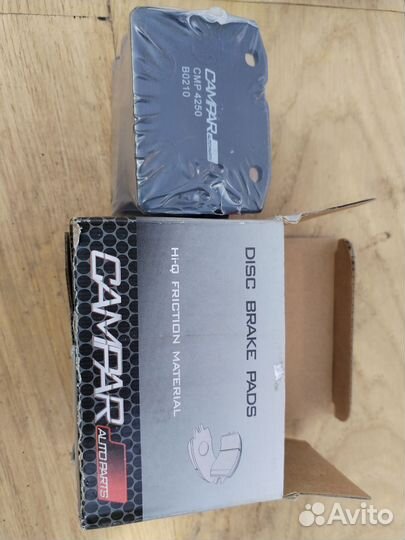 CAMPAR
CMP 4250
B0210
DISC BRAKE PADS
Hi-Q FRICTION MATERIAL
CAMPAR
AUTO PARTS
Avito